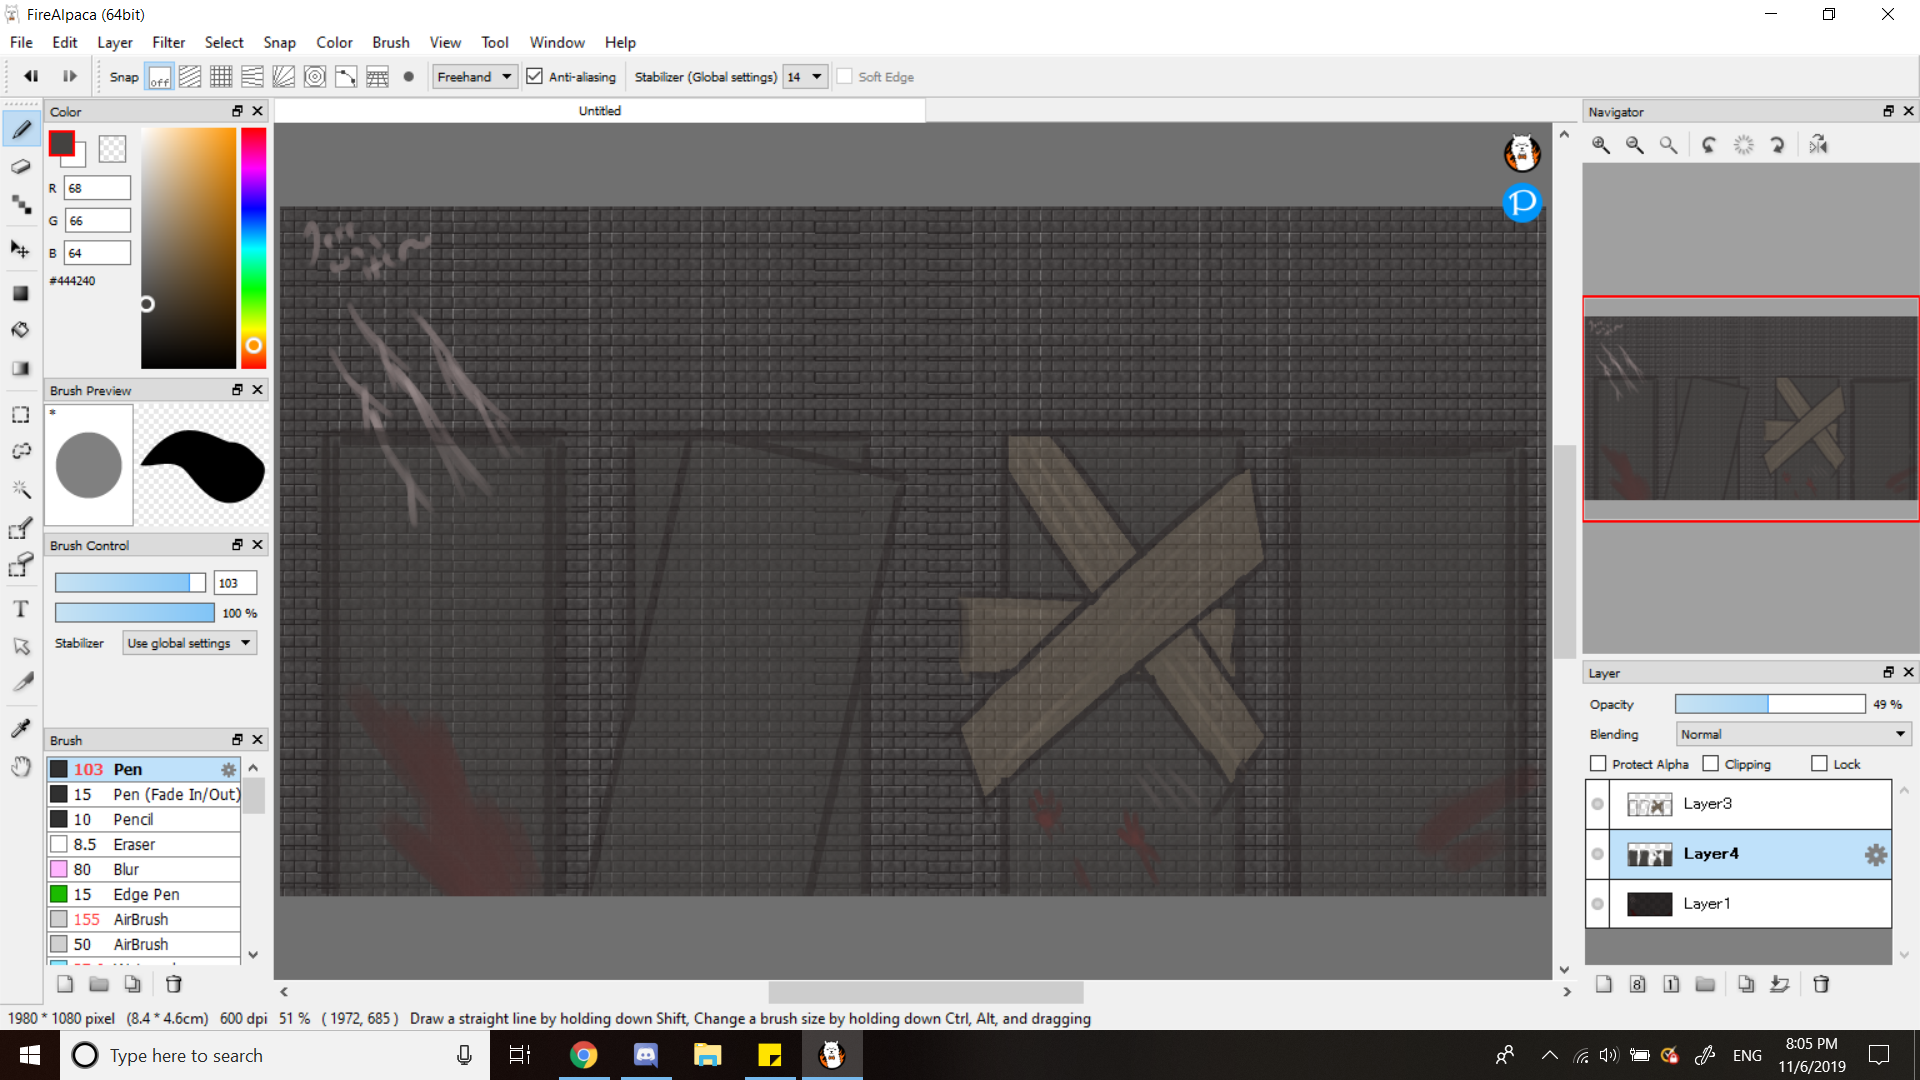 FireAlpaca (64bit)
File Edit Layer Filter Select Snap Color Brush View Tool Window Help
Snap off Freehand Anti-aliasing Stabilizer (Global settings) 14 Soft Edge
Color
R 68
G 66
B 64
#444240
Brush Preview
*
Brush Control
103
100 %
Stabilizer Use global settings
Brush
103 Pen
15 Pen (Fade In/Out)
10 Pencil
8.5 Eraser
80 Blur
15 Edge Pen
155 AirBrush
50 AirBrush
Untitled
P
Navigator
Layer
Opacity 49 %
Blending Normal
Protect Alpha Clipping Lock
Layer3
Layer4
Layer1
8 1
T
1980 * 1080 pixel (8.4 * 4.6cm) 600 dpi 51 % ( 1972, 685 ) Draw a straight line by holding down Shift, Change a brush size by holding down Ctrl, Alt, and dragging
Type here to search
ENG
8:05 PM
11/6/2019